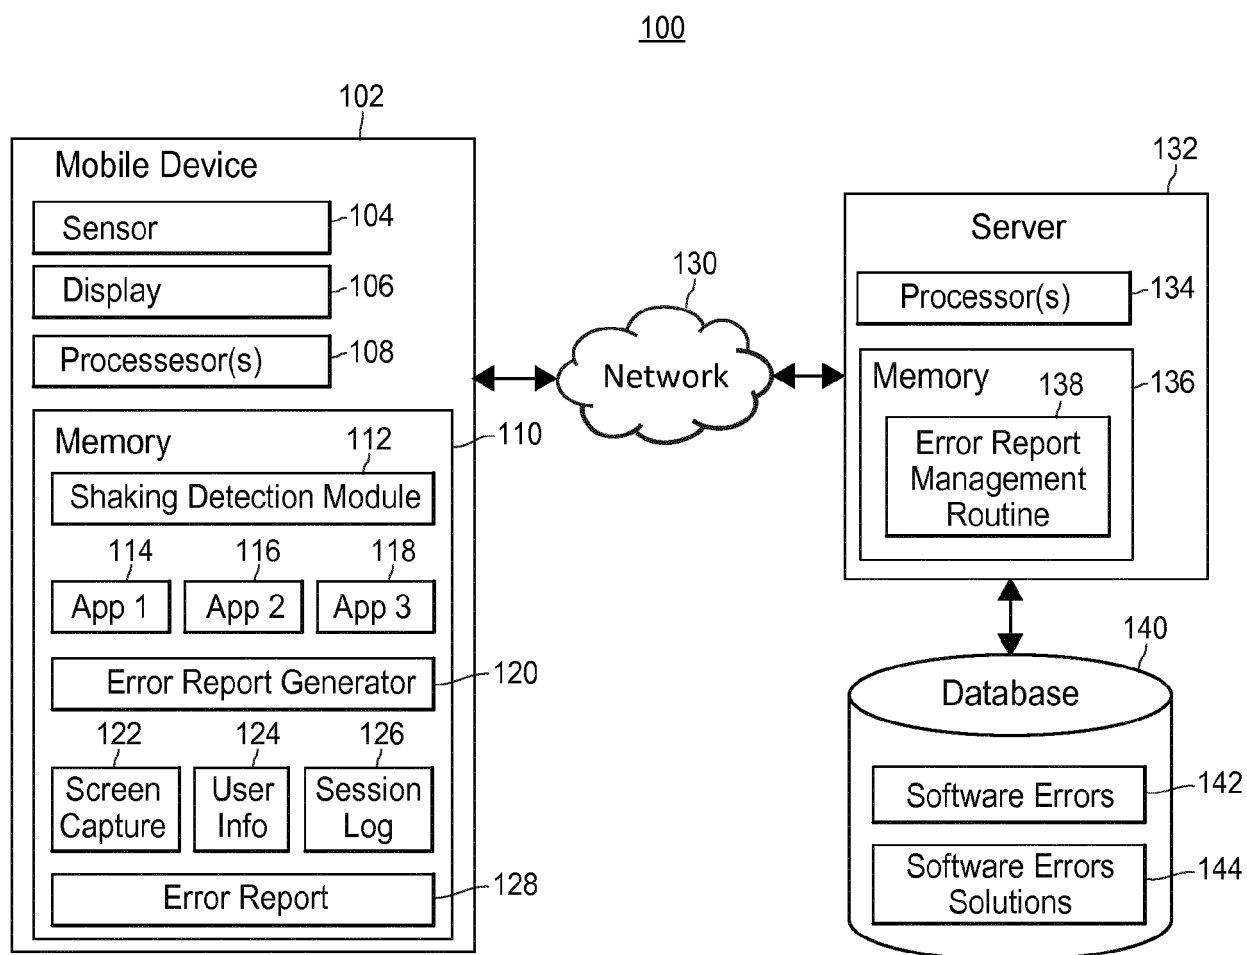 100
102
Mobile Device
Sensor
104
Display
106
Processesor(s)
108
Memory
110
112
Shaking Detection Module
114
116
118
App 1
App 2
App 3
Error Report Generator
120
122
124
126
Screen
Capture
User
Info
Session
Log
Error Report
128
130
Network
132
Server
Processor(s)
134
Memory
136
138
Error Report
Management
Routine
140
Database
Software Errors
142
Software Errors
Solutions
144